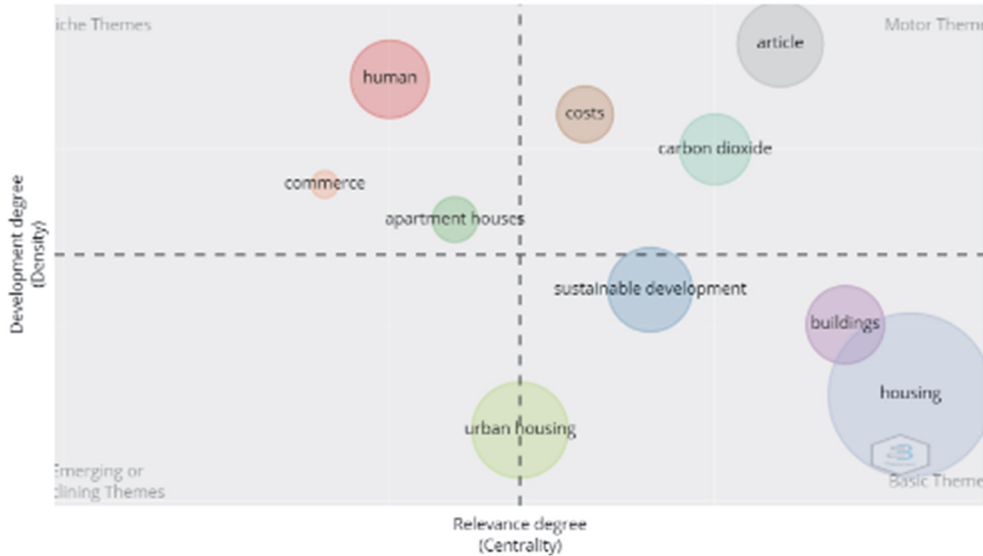 iche Themes
Motor Theme
article
human
costs
carbon dioxide
commerce
apartment houses
Development degree
(Density)
sustainable development
buildings
housing
urban housing
Emerging or
clining Themes
Basic Theme
Relevance degree
(Centrality)